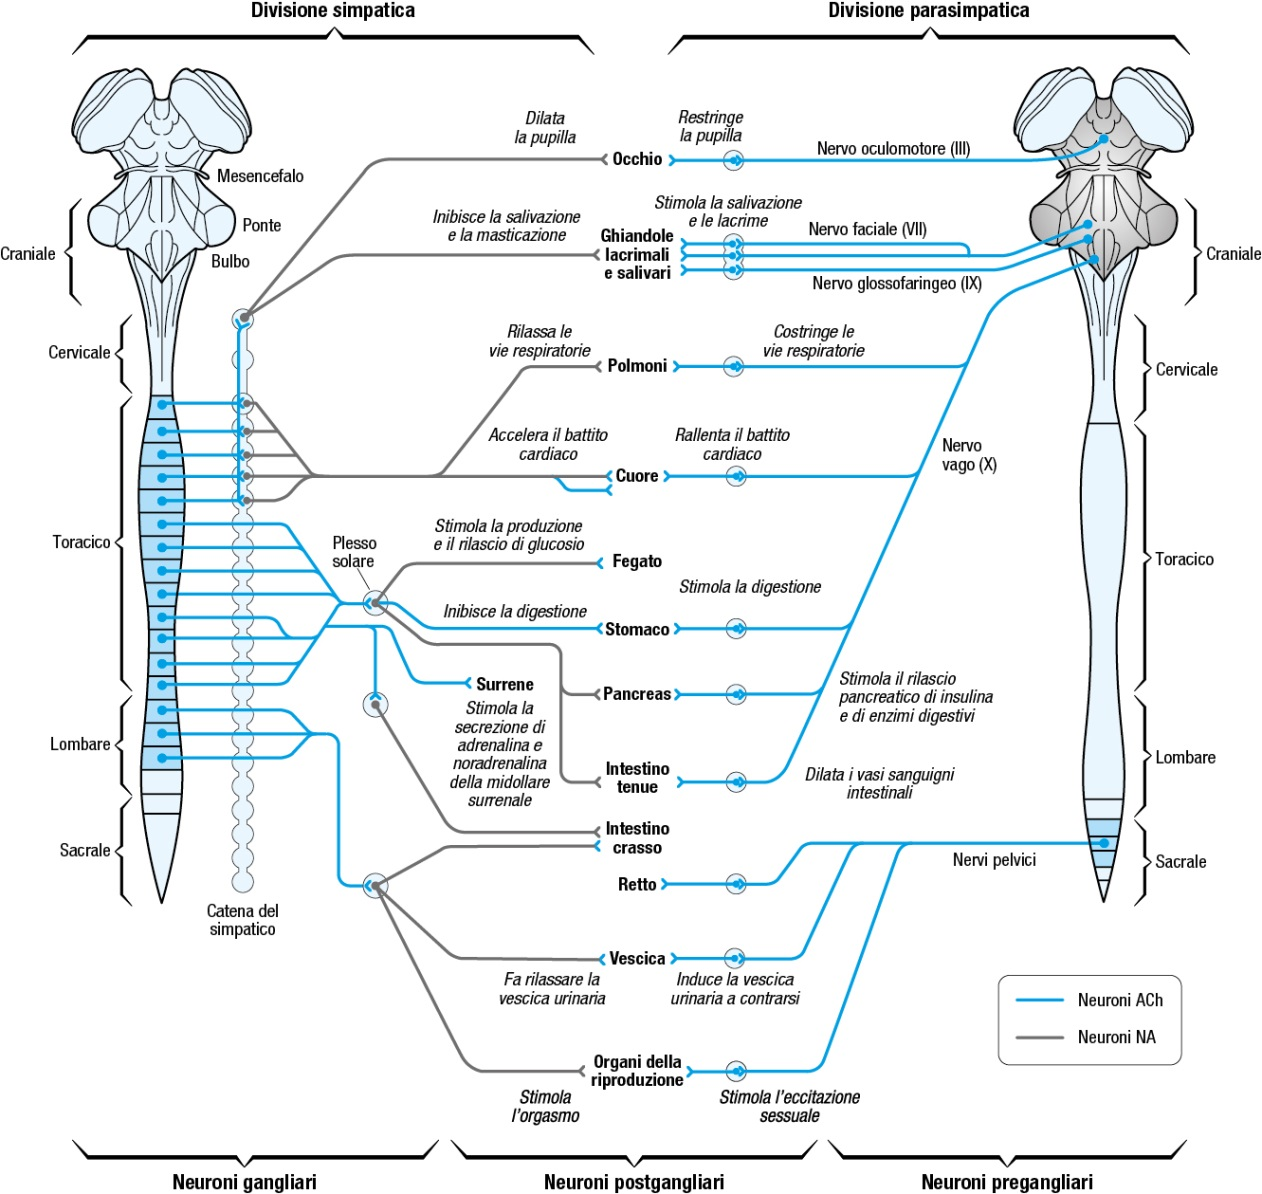 Divisione simpatica
Divisione parasimpatica
Dilata
la pupilla
Restringe
la pupilla
Occhio
Nervo oculomotore (III)
Mesencefalo
Ponte
Bulbo
Craniale
Inibisce la salivazione
e la masticazione
Stimola la salivazione
e le lacrime
Ghiandole
lacrimali
e salivari
Nervo faciale (VII)
Nervo glossofaringeo (IX)
Craniale
Cervicale
Rilassa le
vie respiratorie
Costringe le
vie respiratorie
Polmoni
Cervicale
Accelera il battito
cardiaco
Rallenta il battito
cardiaco
Cuore
Nervo
vago (X)
Toracico
Plesso
solare
Stimola la produzione
e il rilascio di glucosio
Fegato
Stimola la digestione
Toracico
Inibisce la digestione
Stomaco
Surrene
Stimola la
secrezione di
adrenalina e
noradrenalina
della midollare
surrenale
Pancreas
Stimola il rilascio
pancreatico di insulina
e di enzimi digestivi
Lombare
Intestino
tenue
Dilata i vasi sanguigni
intestinali
Lombare
Intestino
crasso
Sacrale
Retto
Nervi pelvici
Sacrale
Catena del
simpatico
Vescica
Fa rilassare la
vescica urinaria
Induce la vescica
urinaria a contrarsi
Neuroni ACh
Neuroni NA
Organi della
riproduzione
Stimola
l'orgasmo
Stimola l'eccitazione
sessuale
Neuroni gangliari
Neuroni postgangliari
Neuroni pregangliari